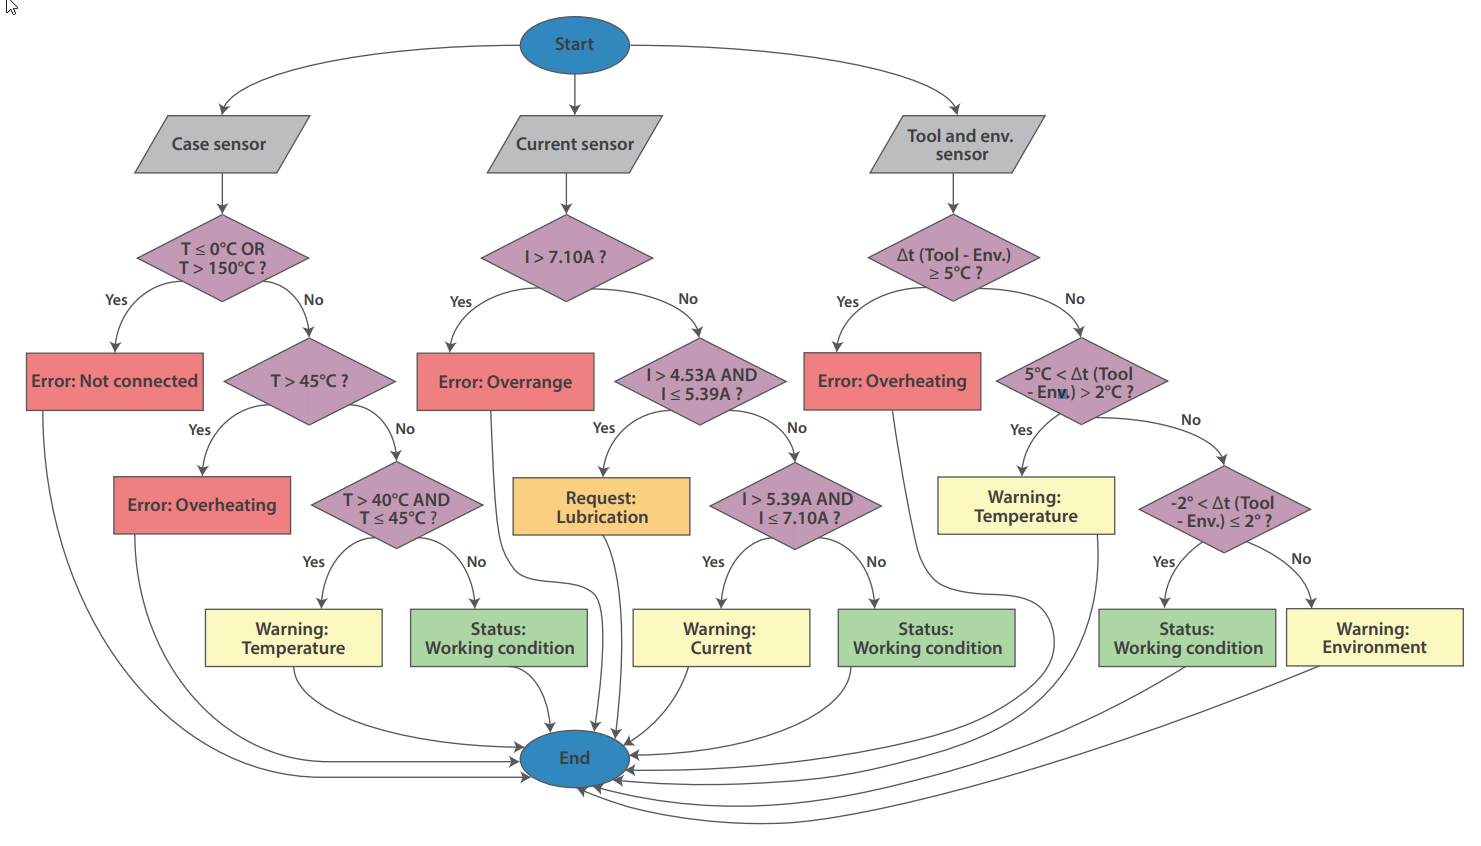 Start
Case sensor
Current sensor
Tool and env.
sensor
T ≤ 0°C OR
T > 150°C ?
I > 7.10A ?
Δt (Tool - Env.)
≥ 5°C ?
Yes
No
Yes
No
Yes
No
Error: Not connected
T > 45°C ?
Error: Overrange
I > 4.53A AND
I ≤ 5.39A ?
Error: Overheating
5°C < Δt (Tool
- Env.) > 2°C ?
Yes
No
Yes
No
Yes
No
Error: Overheating
T > 40°C AND
T ≤ 45°C ?
Request:
Lubrication
I > 5.39A AND
I ≤ 7.10A ?
Warning:
Temperature
-2° < Δt (Tool
- Env.) ≤ 2° ?
Yes
No
Yes
No
Yes
No
Warning:
Temperature
Status:
Working condition
Warning:
Current
Status:
Working condition
Status:
Working condition
Warning:
Environment
End